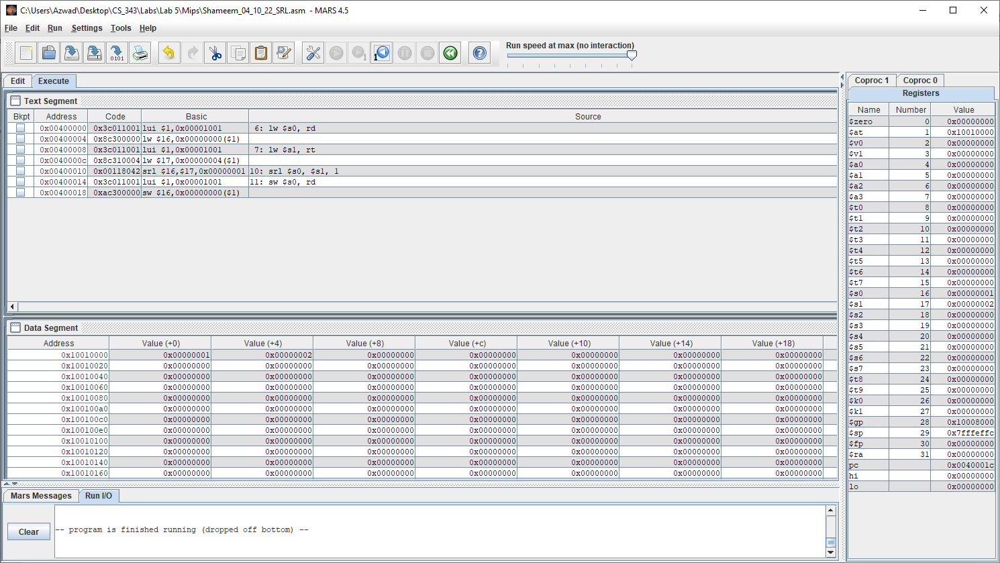 C:\Users\Azwad\Desktop\CS_343\Labs\Lab 5\Mips\Shameem_04_10_22_SRL.asm - MARS 4.5
File Edit Run Settings Tools Help
0101
1
1
Run speed at max (no interaction)
Edit Execute
Text Segment
Bkpt Address Code Basic Source
0x00400000 0x3c011001 lui $1,0x00001001 6: lw $s0, rd
0x00400004 0x8c300000 lw $16,0x00000000($1)
0x00400008 0x3c011001 lui $1,0x00001001 7: lw $s1, rt
0x0040000c 0x8c310004 lw $17,0x00000004($1)
0x00400010 0x00118042 srl $16,$17,0x00000001 10: srl $s0, $s1, 1
0x00400014 0x3c011001 lui $1,0x00001001 11: sw $s0, rd
0x00400018 0xac300000 sw $16,0x00000000($1)
Data Segment
Address Value (+0) Value (+4) Value (+8) Value (+c) Value (+10) Value (+14) Value (+18)
0x10010000 0x00000001 0x00000002 0x00000000 0x00000000 0x00000000 0x00000000 0x00000000
0x10010020 0x00000000 0x00000000 0x00000000 0x00000000 0x00000000 0x00000000 0x00000000
0x10010040 0x00000000 0x00000000 0x00000000 0x00000000 0x00000000 0x00000000 0x00000000
0x10010060 0x00000000 0x00000000 0x00000000 0x00000000 0x00000000 0x00000000 0x00000000
0x10010080 0x00000000 0x00000000 0x00000000 0x00000000 0x00000000 0x00000000 0x00000000
0x100100a0 0x00000000 0x00000000 0x00000000 0x00000000 0x00000000 0x00000000 0x00000000
0x100100c0 0x00000000 0x00000000 0x00000000 0x00000000 0x00000000 0x00000000 0x00000000
0x100100e0 0x00000000 0x00000000 0x00000000 0x00000000 0x00000000 0x00000000 0x00000000
0x10010100 0x00000000 0x00000000 0x00000000 0x00000000 0x00000000 0x00000000 0x00000000
0x10010120 0x00000000 0x00000000 0x00000000 0x00000000 0x00000000 0x00000000 0x00000000
0x10010140 0x00000000 0x00000000 0x00000000 0x00000000 0x00000000 0x00000000 0x00000000
0x10010160 0x00000000 0x00000000 0x00000000 0x00000000 0x00000000 0x00000000 0x00000000
Mars Messages Run I/O
Clear
-- program is finished running (dropped off bottom) --
Coproc 1 Coproc 0
Registers
Name Number Value
$zero 0 0x00000000
$at 1 0x10010000
$v0 2 0x00000000
$v1 3 0x00000000
$a0 4 0x00000000
$a1 5 0x00000000
$a2 6 0x00000000
$a3 7 0x00000000
$t0 8 0x00000000
$t1 9 0x00000000
$t2 10 0x00000000
$t3 11 0x00000000
$t4 12 0x00000000
$t5 13 0x00000000
$t6 14 0x00000000
$t7 15 0x00000000
$s0 16 0x00000001
$s1 17 0x00000002
$s2 18 0x00000000
$s3 19 0x00000000
$s4 20 0x00000000
$s5 21 0x00000000
$s6 22 0x00000000
$s7 23 0x00000000
$t8 24 0x00000000
$t9 25 0x00000000
$k0 26 0x00000000
$k1 27 0x00000000
$gp 28 0x10008000
$sp 29 0x7fffeffc
$fp 30 0x00000000
$ra 31 0x00000000
pc 0x0040001c
hi 0x00000000
lo 0x00000000